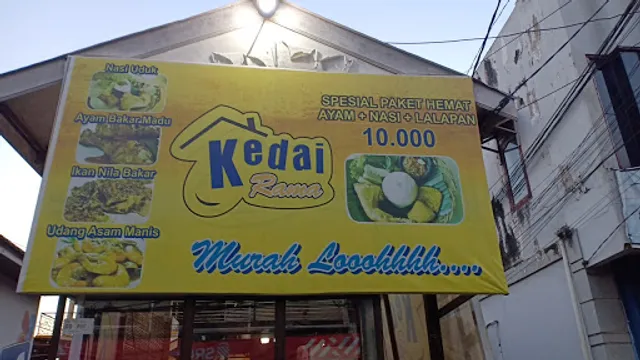 Nasi Uduk
Ayam Bakar Madu
Ikan Nila Bakar
Udang Asam Manis
Kedai
Rama
SPESIAL PAKET HEMAT
AYAM + NASI + LALAPAN
10.000
Murah Looohhhh....